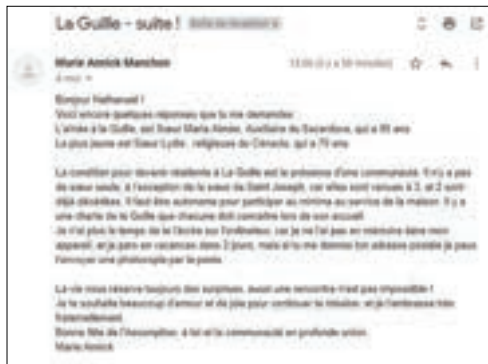 La Guille - suite !
Marie Annick Manchon
à moi
Bonjour Nathanaël !
Voici encore quelques réponses que tu me demandes :
L'aînée à la Guille, est Sœur Marie Aimée, Auxiliaire du Sacerdoce, qui a 95 ans
La plus jeune est Sœur Lydie, religieuse du Cénacle, qui a 70 ans
La condition pour devenir résidente à La Guille est la présence d'une communauté. Il n'y a pas
de sœur seule, à l'exception de la sœur de Saint Joseph, car elles sont venues à 3, et 2 sont
déjà décédées. Il faut être autonome pour participer au minima au service de la maison. Il y a
une charte de la Guille que chacune doit connaître lors de son accueil.
Je n'ai plus le temps de te l'écrire sur l'ordinateur, car je ne l'ai pas en mémoire dans mon
appareil, et je pars en vacances dans 2 jours, mais si tu me donnes ton adresse postale je peux
t'envoyer une photocopie par la poste.
La vie nous réserve toujours des surprises, aussi une rencontre n'est pas impossible !
Je te souhaite beaucoup d'amour et de joie pour continuer ta mission, et je t'embrasse très
fraternellement.
Bonne fête de l'Assomption, à toi et ta communauté en profonde union.
Marie Annick